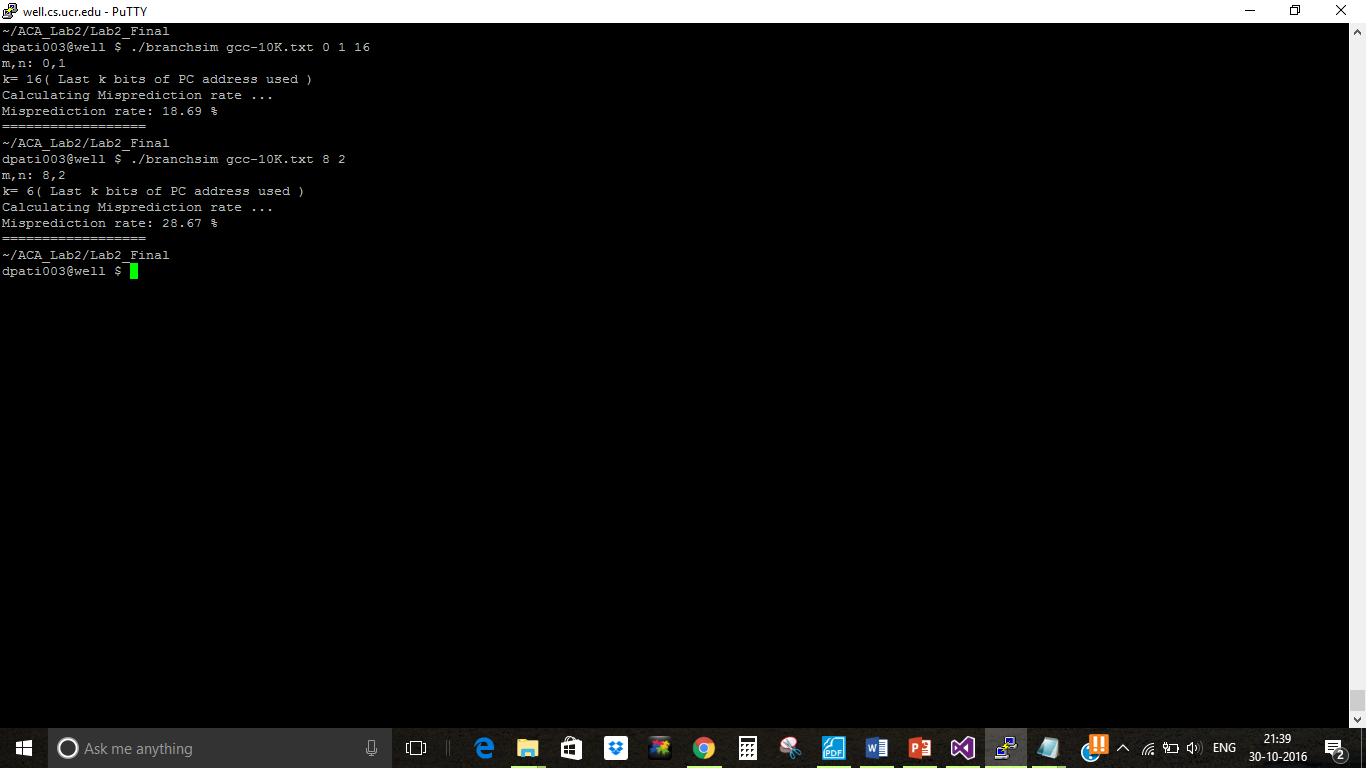 well.cs.ucr.edu - PuTTY
~/ACA_Lab2/Lab2_Final
dpati003@well $ ./branchsim gcc-10K.txt 0 1 16
m,n: 0,1
k= 16( Last k bits of PC address used )
Calculating Misprediction rate ...
Misprediction rate: 18.69 %
==================
~/ACA_Lab2/Lab2_Final
dpati003@well $ ./branchsim gcc-10K.txt 8 2
m,n: 8,2
k= 6( Last k bits of PC address used )
Calculating Misprediction rate ...
Misprediction rate: 28.67 %
==================
~/ACA_Lab2/Lab2_Final
dpati003@well $
Ask me anything
PDF
ENG
21:39
30-10-2016
2